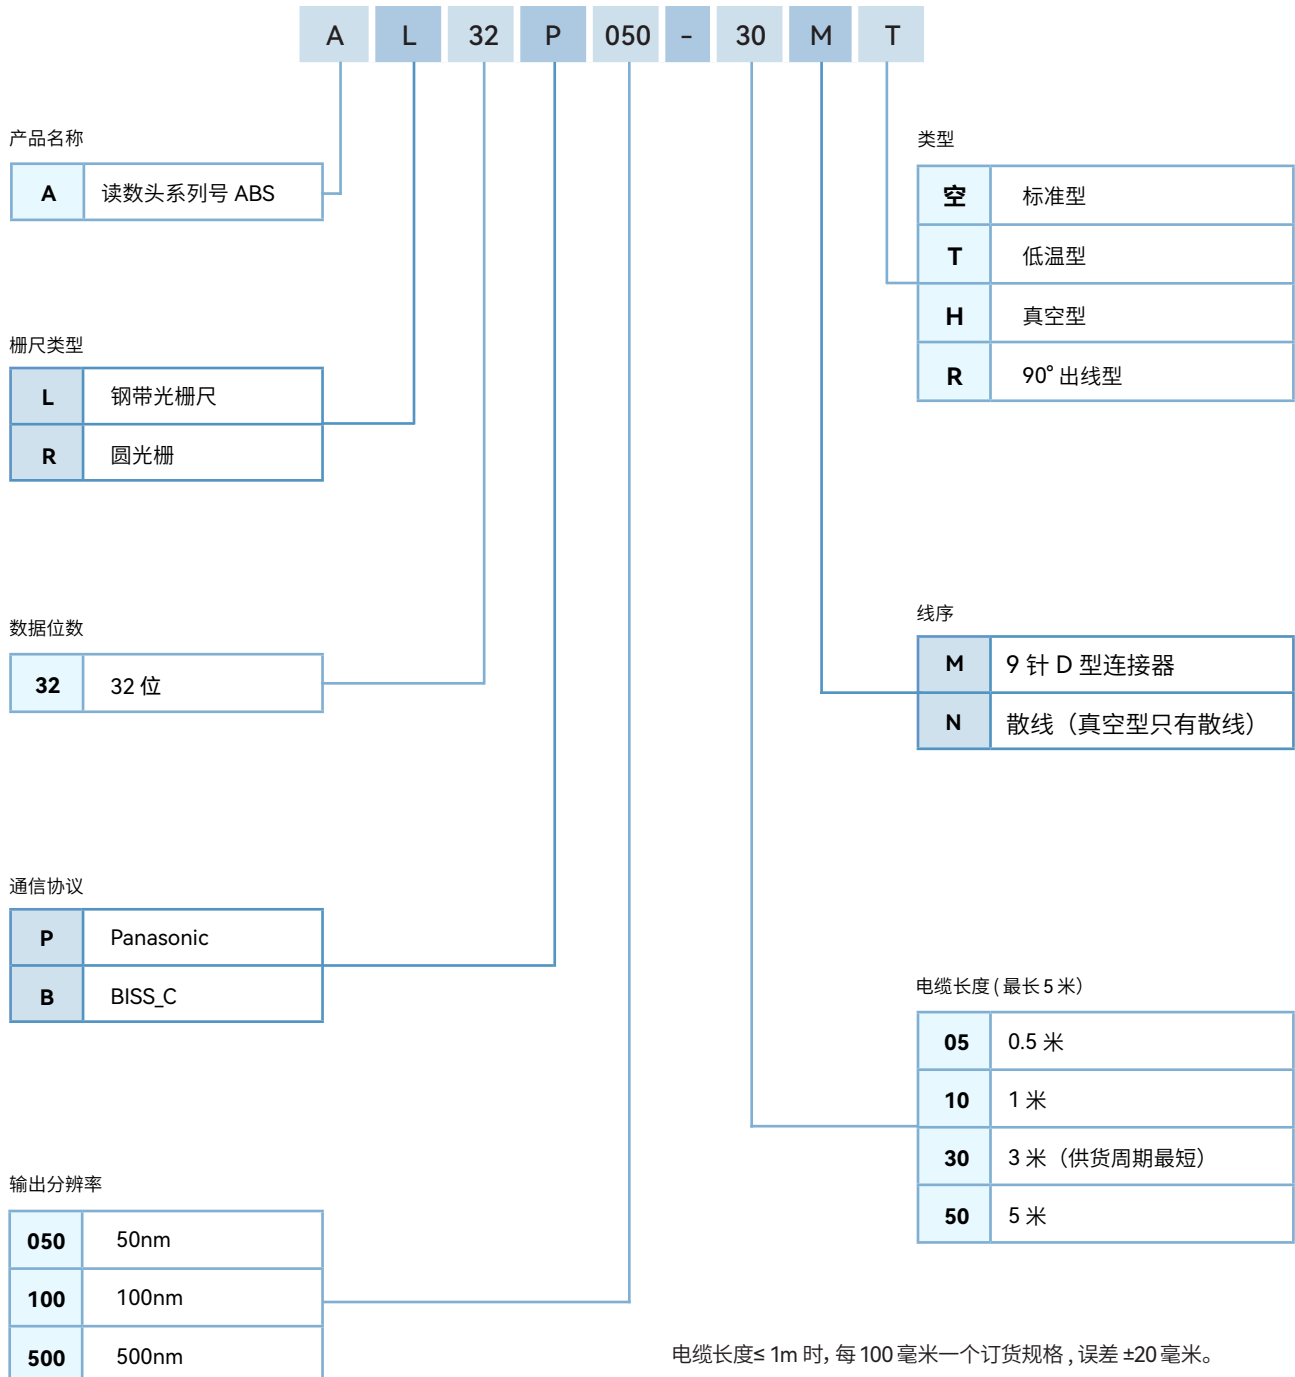 A L 32 P 050 - 30 M T
产品名称
A 读数头系列号 ABS
栅尺类型
L 钢带光栅尺
R 圆光栅
数据位数
32 32 位
通信协议
P Panasonic
B BISS_C
输出分辨率
050 50nm
100 100nm
500 500nm
类型
空 标准型
T 低温型
H 真空型
R 90° 出线型
线序
M 9 针 D 型连接器
N 散线（真空型只有散线）
电缆长度 ( 最长 5 米）
05 0.5 米
10 1 米
30 3 米（供货周期最短）
50 5 米
电缆长度≤ 1m 时, 每 100 毫米一个订货规格 , 误差 ±20 毫米。